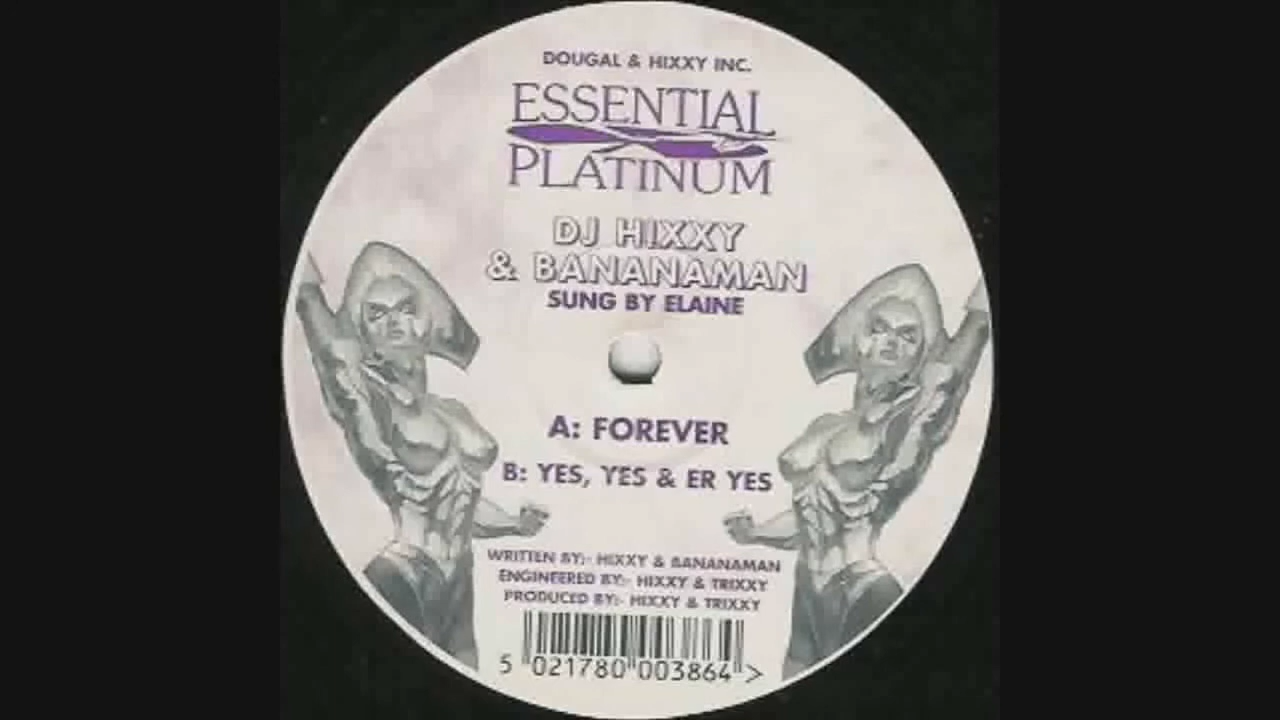 DOUGAL & HIXXY INC.
ESSENTIAL
PLATINUM
DJ HIXXY
& BANANAMAN
SUNG BY ELAINE
A: FOREVER
B: YES, YES & ER YES
WRITTEN BY:- HIXXY & BANANAMAN
ENGINEERED BY:- HIXXY & TRIXXY
PRODUCED BY:- HIXXY & TRIXXY
5 021780 003864 >